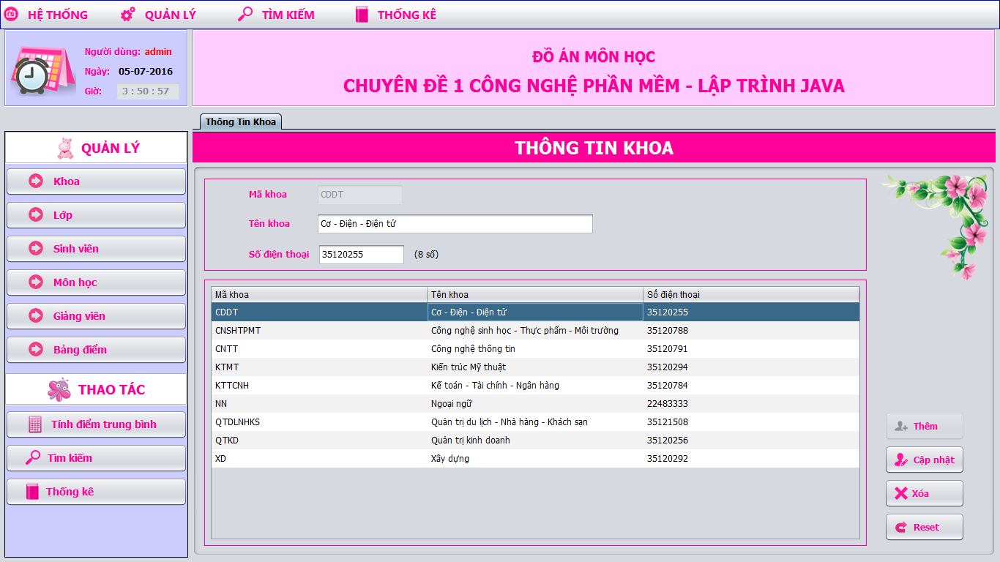 HỆ THỐNG QUẢN LÝ TÌM KIẾM THỐNG KÊ
Người dùng: admin
Ngày: 05-07-2016
Giờ: 3 : 50 : 57
ĐỒ ÁN MÔN HỌC
CHUYÊN ĐỀ 1 CÔNG NGHỆ PHẦN MỀM - LẬP TRÌNH JAVA
QUẢN LÝ
Khoa
Lớp
Sinh viên
Môn học
Giảng viên
Bảng điểm
THAO TÁC
Tính điểm trung bình
Tìm kiếm
Thống kê
Thông Tin Khoa
THÔNG TIN KHOA
Mã khoa CDDT
Tên khoa Cơ - Điện - Điện tử
Số điện thoại 35120255 (8 số)
Mã khoa Tên khoa Số điện thoại
CDDT Cơ - Điện - Điện tử 35120255
CNSHTPMT Công nghệ sinh học - Thực phẩm - Môi trường 35120788
CNTT Công nghệ thông tin 35120791
KTMT Kiến trúc Mỹ thuật 35120294
KTTCNH Kế toán - Tài chính - Ngân hàng 35120784
NN Ngoại ngữ 22483333
QTDLNHKS Quản trị du lịch - Nhà hàng - Khách sạn 35121508
QTKD Quản trị kinh doanh 35120256
XD Xây dựng 35120292
Thêm
Cập nhật
Xóa
Reset